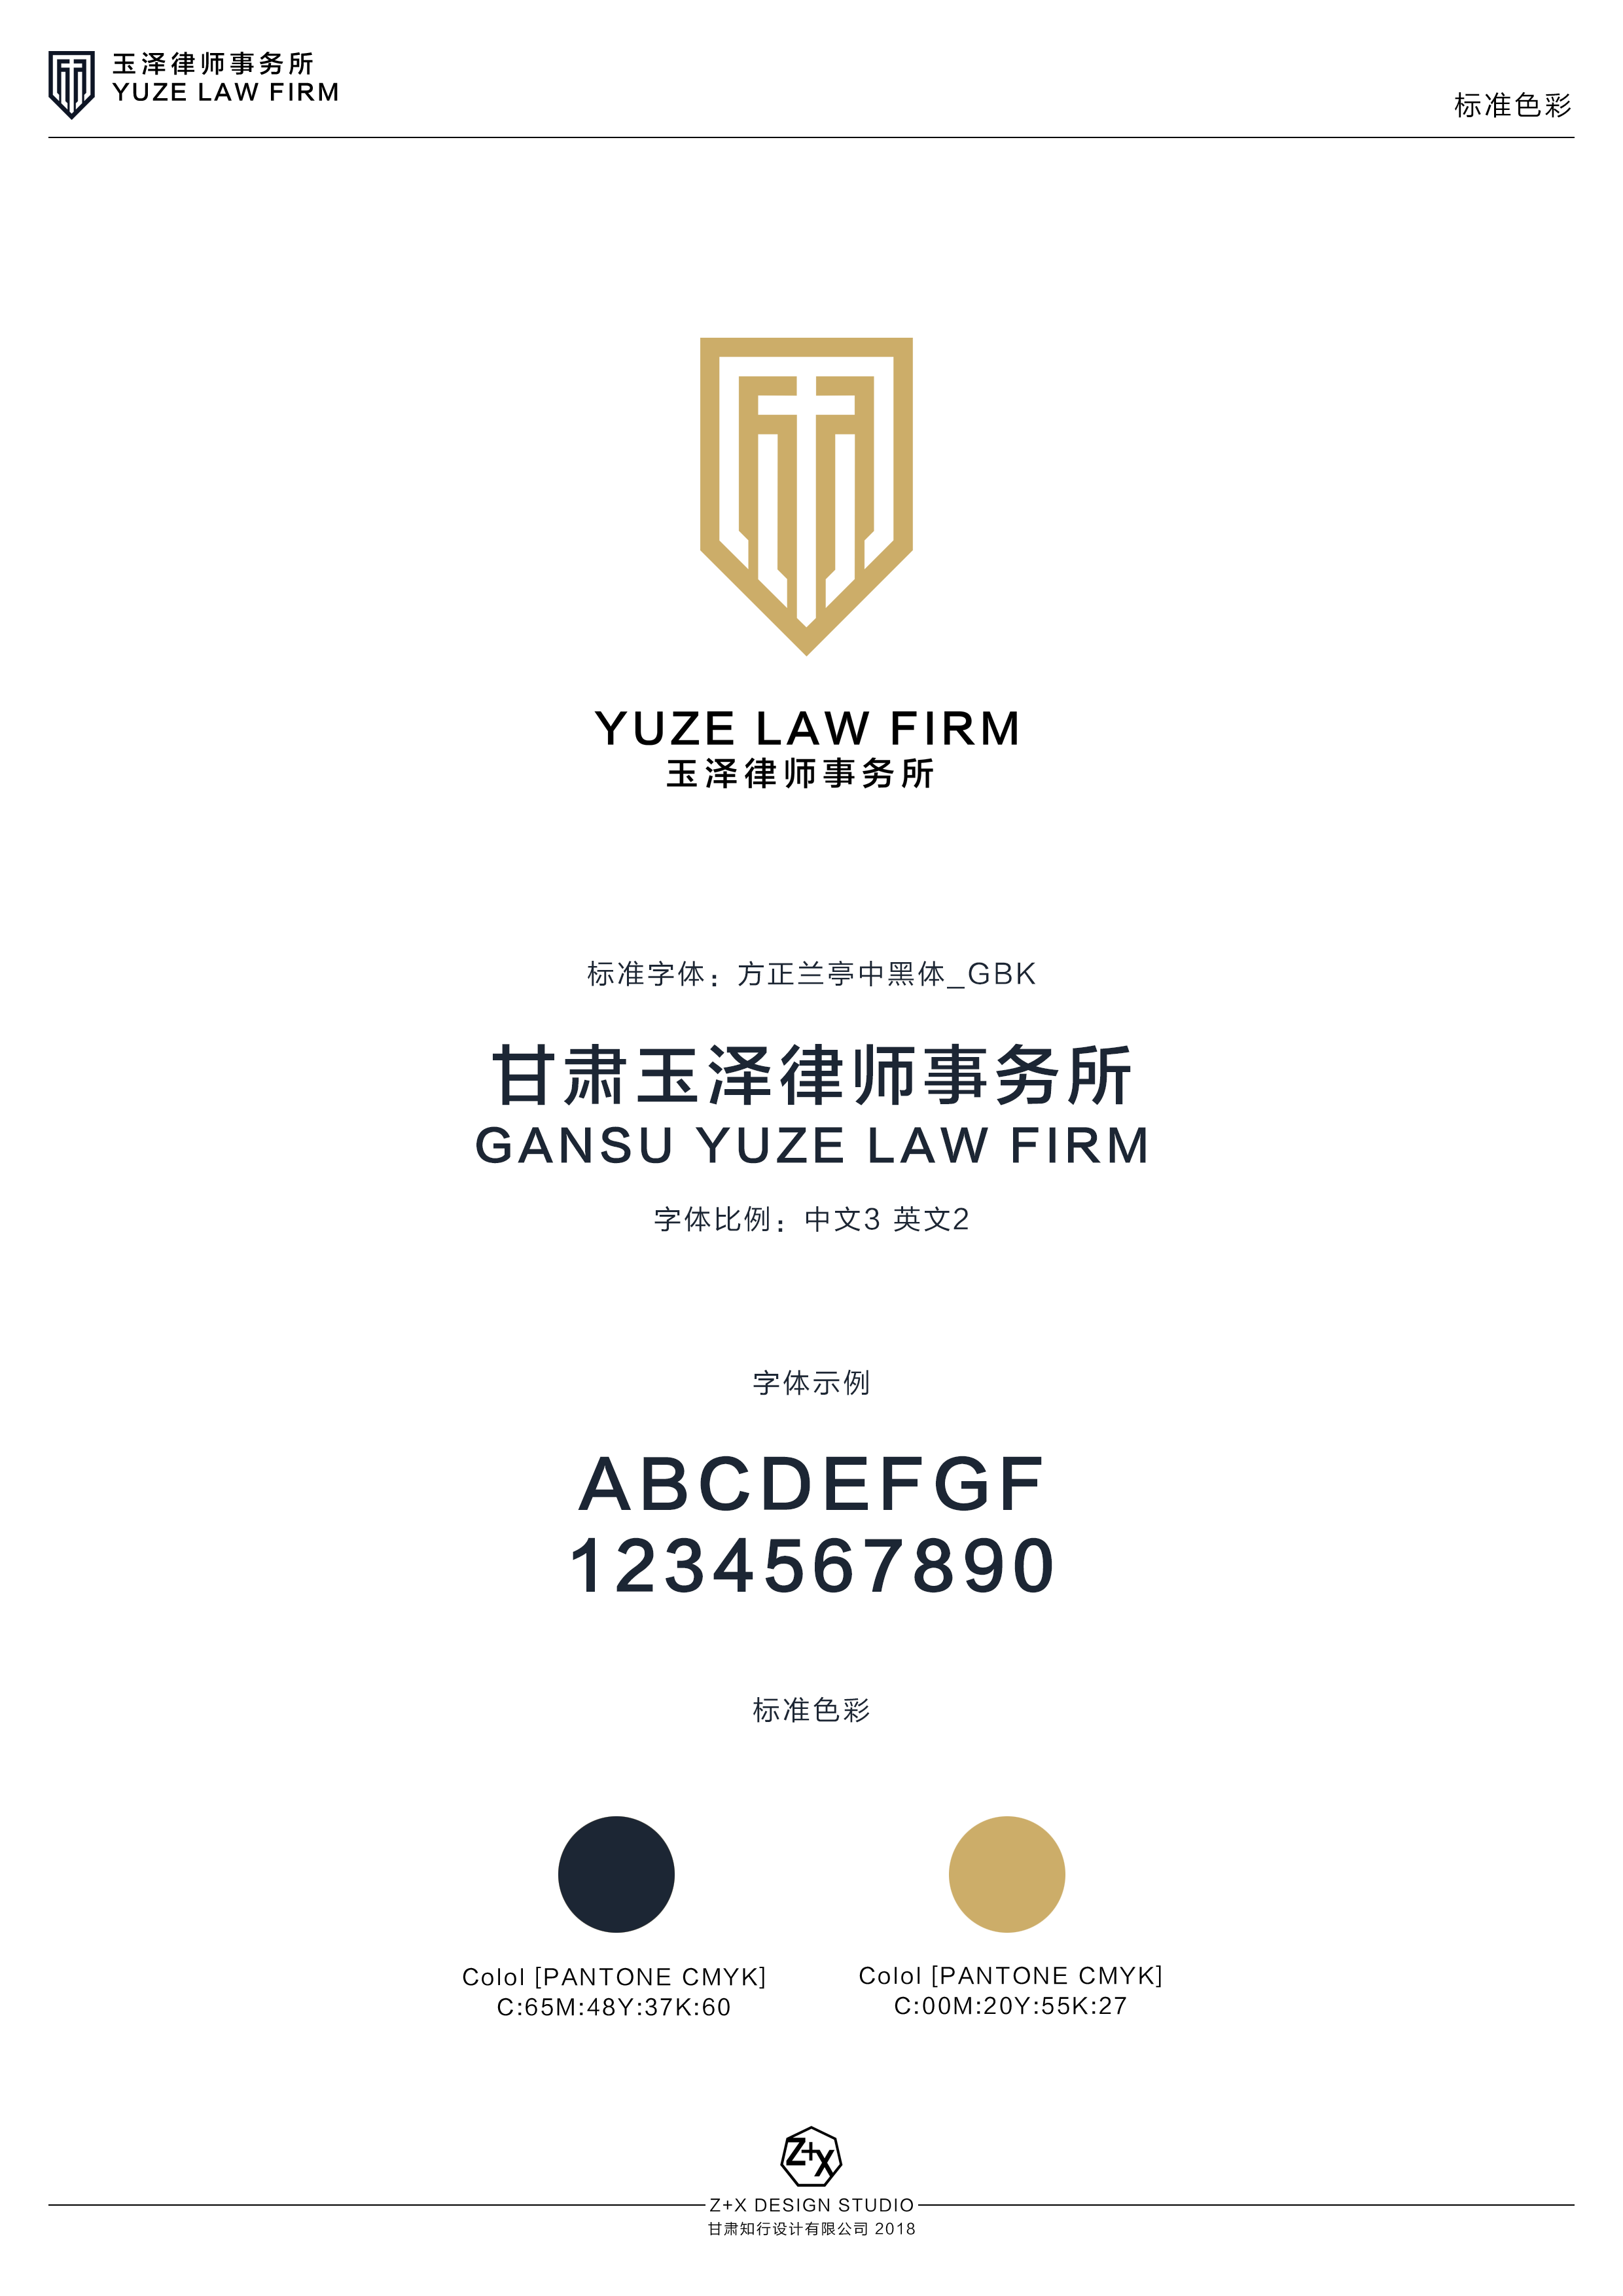 玉泽律师事务所
YUZE LAW FIRM
标准色彩
YUZE LAW FIRM
玉泽律师事务所
标准字体：方正兰亭中黑体_GBK
甘肃玉泽律师事务所
GANSU YUZE LAW FIRM
字体比例：中文3 英文2
字体示例
ABCDEFGF
1234567890
标准色彩
Colol [PANTONE CMYK]
C:65M:48Y:37K:60
Colol [PANTONE CMYK]
C:00M:20Y:55K:27
Z+X
Z+X DESIGN STUDIO
甘肃知行设计有限公司 2018